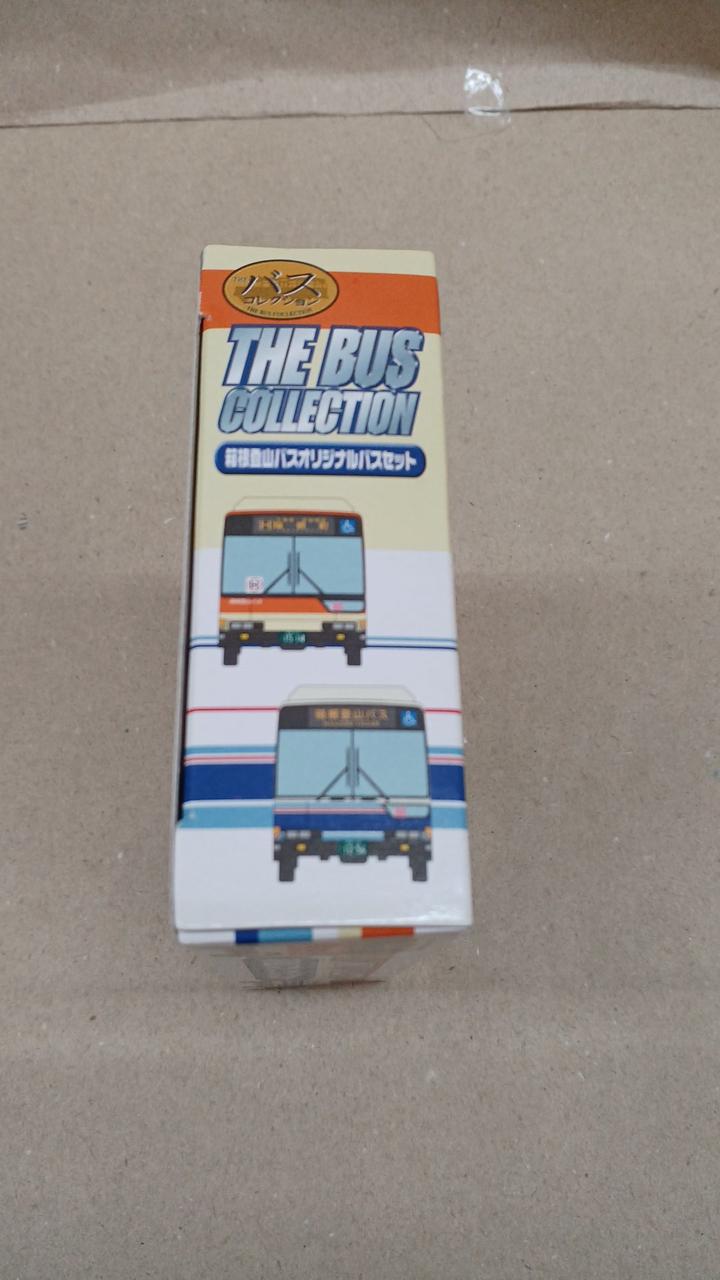 バス
コレクション
THE BUS COLLECTION
THE BUS
COLLECTION
箱根登山バスオリジナルバスセット
箱根登山バス